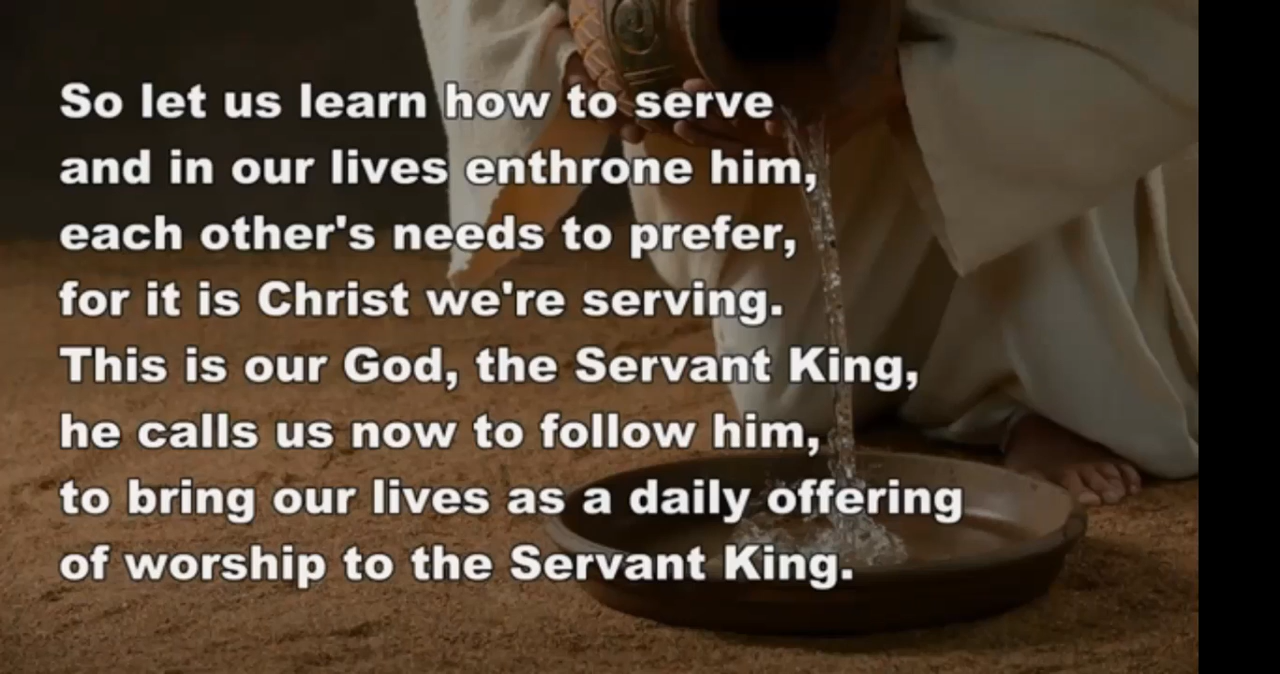 So let us learn how to serve
and in our lives enthrone him,
each other's needs to prefer,
for it is Christ we're serving.
This is our God, the Servant King,
he calls us now to follow him,
to bring our lives as a daily offering
of worship to the Servant King.